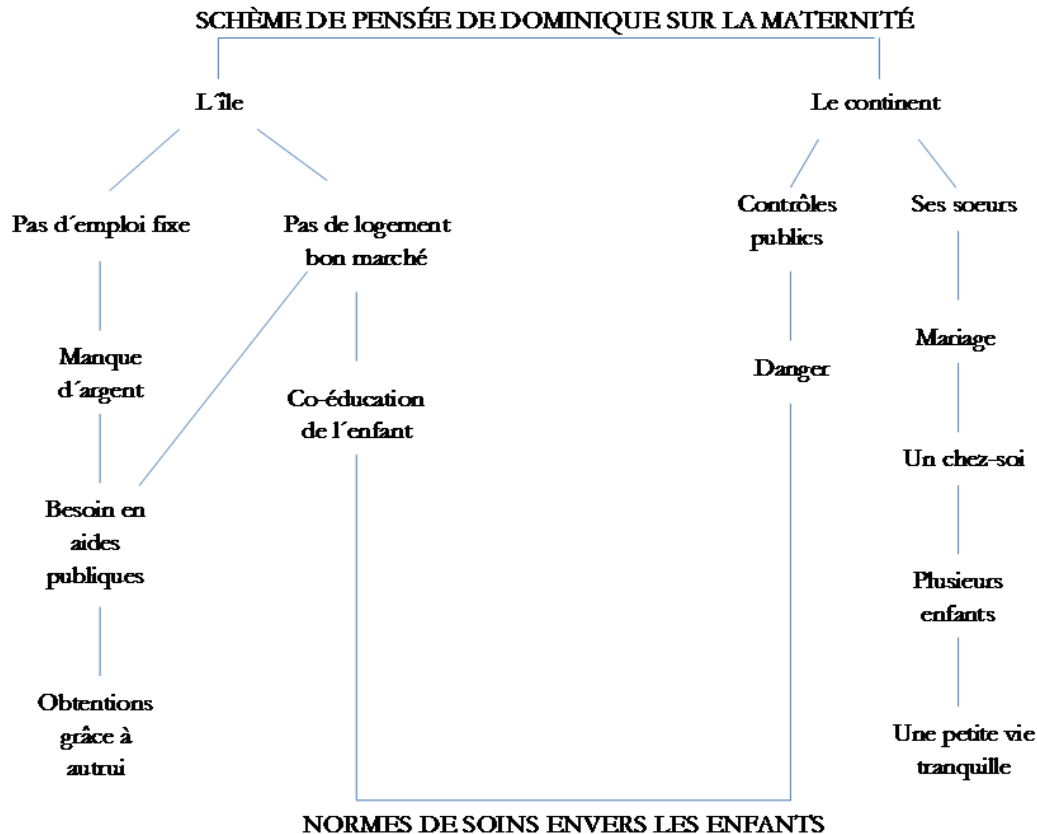 SCHÈME DE PENSÉE DE DOMINIQUE SUR LA MATERNITÉ
L´île
Le continent
Pas d´emploi fixe
Pas de logement
bon marché
Contrôles
publics
Ses soeurs
Manque
d´argent
Co-éducation
de l´enfant
Danger
Mariage
Un chez-soi
Besoin en
aides
publiques
Plusieurs
enfants
Obtentions
grâce à
autrui
Une petite vie
tranquille
NORMES DE SOINS ENVERS LES ENFANTS